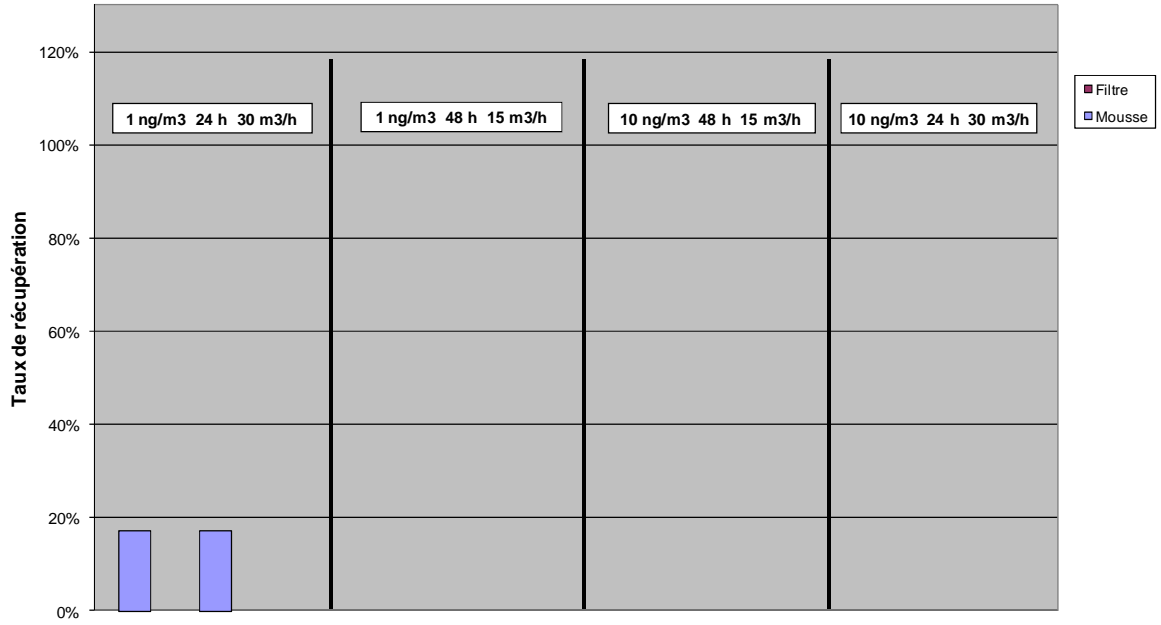 120%
100%
80%
60%
40%
20%
0%
Taux de récupération
1 ng/m3 24 h 30 m3/h
1 ng/m3 48 h 15 m3/h
10 ng/m3 48 h 15 m3/h
10 ng/m3 24 h 30 m3/h
Filtre
Mousse